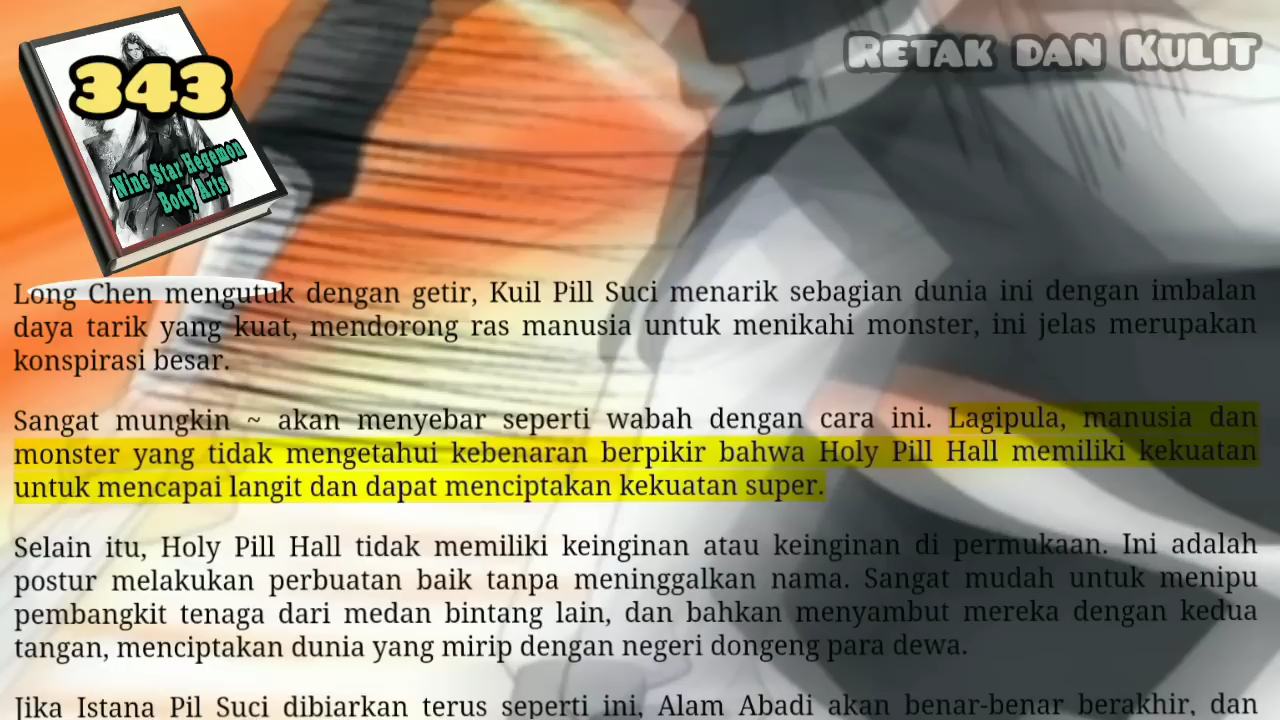 343
Nine Star Hegemon
Body Arts
Retak dan Kulit
Long Chen mengutuk dengan getir, Kuil Pill Suci menarik sebagian dunia ini dengan imbalan
daya tarik yang kuat, mendorong ras manusia untuk menikahi monster, ini jelas merupakan
konspirasi besar.
Sangat mungkin ~ akan menyebar seperti wabah dengan cara ini. Lagipula, manusia dan
monster yang tidak mengetahui kebenaran berpikir bahwa Holy Pill Hall memiliki kekuatan
untuk mencapai langit dan dapat menciptakan kekuatan super.
Selain itu, Holy Pill Hall tidak memiliki keinginan atau keinginan di permukaan. Ini adalah
postur melakukan perbuatan baik tanpa meninggalkan nama. Sangat mudah untuk menipu
pembangkit tenaga dari medan bintang lain, dan bahkan menyambut mereka dengan kedua
tangan, menciptakan dunia yang mirip dengan negeri dongeng para dewa.
Jika Istana Pil Suci dibiarkan terus seperti ini, Alam Abadi akan benar-benar berakhir, dan